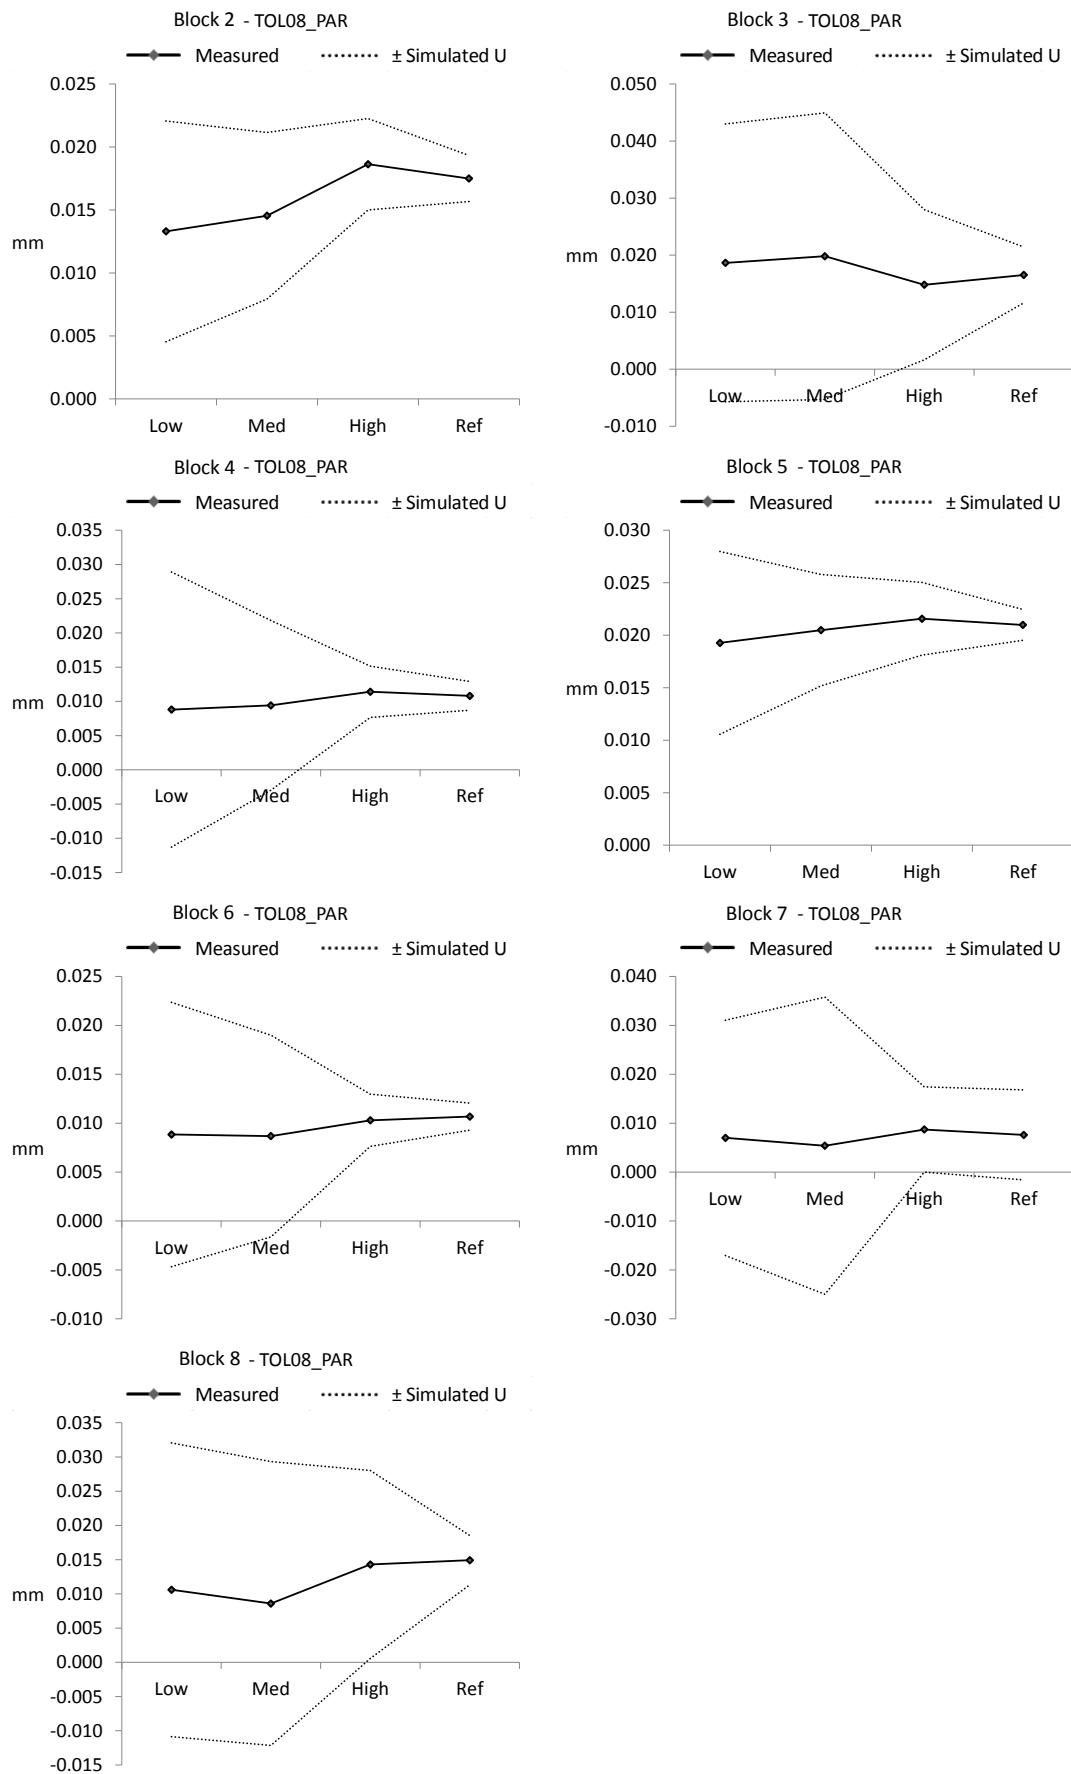 Block 2 - TOL08_PAR
Measured ± Simulated U
0.025
0.020
0.015
mm
0.010
0.005
0.000
Low Med High Ref
Block 3 - TOL08_PAR
Measured ± Simulated U
0.050
0.040
0.030
0.020
mm
0.010
0.000
Low Med High Ref
-0.010
Block 4 - TOL08_PAR
Measured ± Simulated U
0.035
0.030
0.025
0.020
0.015
0.010
mm
0.005
0.000
Low Med High Ref
-0.005
-0.010
-0.015
Block 5 - TOL08_PAR
Measured ± Simulated U
0.030
0.025
0.020
mm
0.015
0.010
0.005
0.000
Low Med High Ref
Block 6 - TOL08_PAR
Measured ± Simulated U
0.025
0.020
0.015
0.010
mm
0.005
0.000
Low Med High Ref
-0.005
-0.010
Block 7 - TOL08_PAR
Measured ± Simulated U
0.040
0.030
0.020
0.010
mm
0.000
Low Med High Ref
-0.010
-0.020
-0.030
Block 8 - TOL08_PAR
Measured ± Simulated U
0.035
0.030
0.025
0.020
0.015
mm
0.010
0.005
0.000
Low Med High Ref
-0.005
-0.010
-0.015